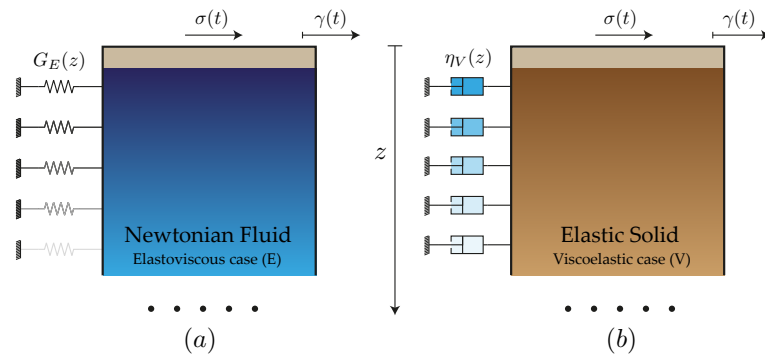 σ(t)
γ(t)
G_E(z)
Newtonian Fluid
Elastoviscous case (E)
(a)
z
σ(t)
γ(t)
η_V(z)
Elastic Solid
Viscoelastic case (V)
(b)